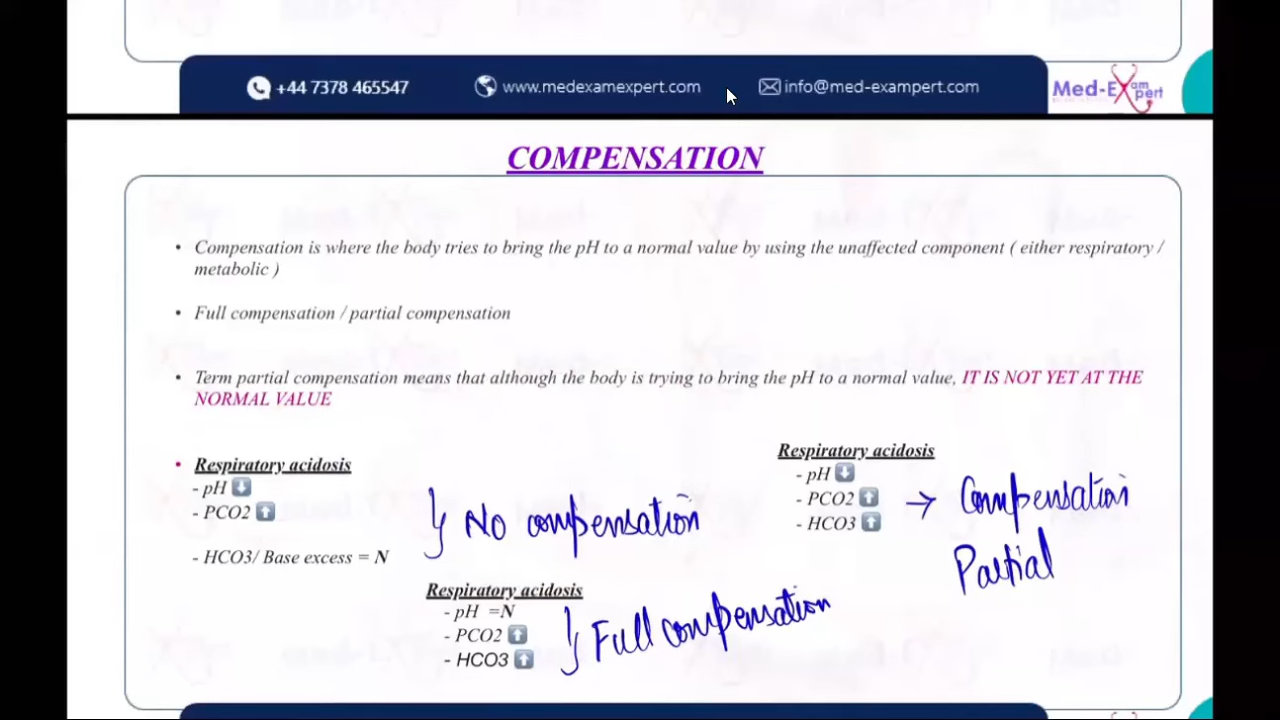 +44 7378 465547
www.medexamexpert.com
info@med-exampert.com
Med-Exam
pert
COMPENSATION
• Compensation is where the body tries to bring the pH to a normal value by using the unaffected component ( either respiratory /
metabolic )
• Full compensation / partial compensation
• Term partial compensation means that although the body is trying to bring the pH to a normal value, IT IS NOT YET AT THE
NORMAL VALUE
• Respiratory acidosis
- pH ⬇
- PCO2 ⬆
- HCO3/ Base excess = N
No compensation
Respiratory acidosis
- pH ⬇
- PCO2 ⬆
- HCO3 ⬆
→ Compensation
Partial
Respiratory acidosis
- pH =N
- PCO2 ⬆
- HCO3 ⬆
Full compensation